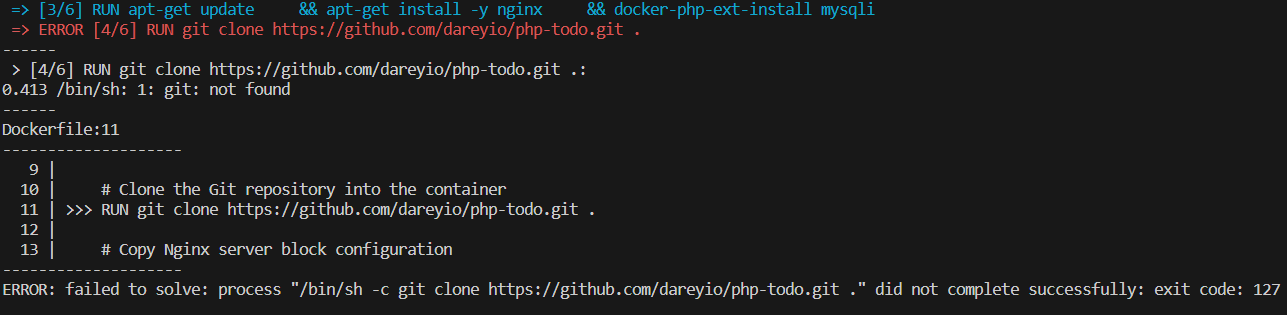 => [3/6] RUN apt-get update     && apt-get install -y nginx     && docker-php-ext-install mysqli
=> ERROR [4/6] RUN git clone https://github.com/dareyio/php-todo.git .
------
> [4/6] RUN git clone https://github.com/dareyio/php-todo.git .:
0.413 /bin/sh: 1: git: not found
------
Dockerfile:11
--------------------
   9 |
  10 |     # Clone the Git repository into the container
  11 | >>> RUN git clone https://github.com/dareyio/php-todo.git .
  12 |
  13 |     # Copy Nginx server block configuration
--------------------
ERROR: failed to solve: process "/bin/sh -c git clone https://github.com/dareyio/php-todo.git ." did not complete successfully: exit code: 127